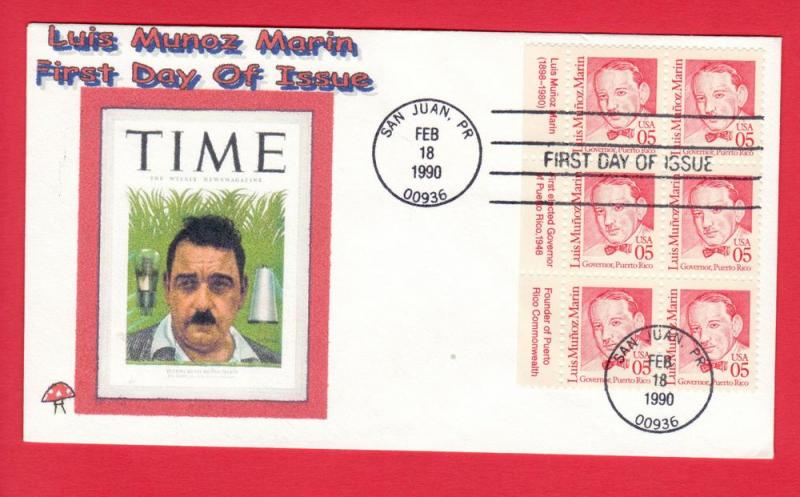 Luis Munoz Marin
First Day Of Issue
TIME
THE WEEKLY NEWSMAGAZINE
SAN JUAN, PR
FEB
18
1990
00936
FIRST DAY OF ISSUE
Luis Muñoz Marin
(1898-1980)
First elected Governor
of Puerto Rico, 1948
Founder of Puerto
Rico Commonwealth
Luis Muñoz Marin
USA
05
Governor, Puerto Rico
Luis Muñoz Marin
USA
05
Governor, Puerto Rico
Luis Muñoz Marin
USA
05
Governor, Puerto Rico
Luis Muñoz Marin
USA
05
Governor, Puerto Rico
Luis Muñoz Marin
USA
05
Governor, Puerto Rico
Luis Muñoz Marin
USA
05
Governor, Puerto Rico
SAN JUAN, PR
FEB
18
1990
00936